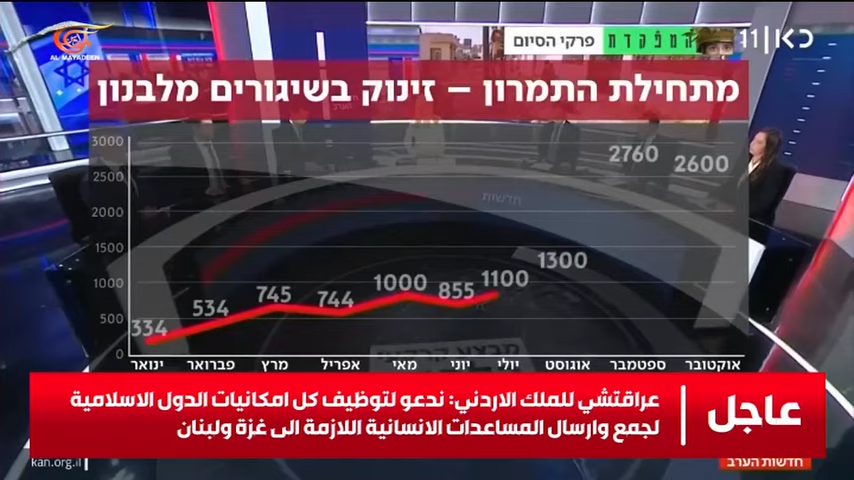 AL MAYADEEN
כאן|11
המפקדת
פרקי הסיום
מתחילת התמרון – זינוק בשיגורים מלבנון
3000
2500
2000
1500
1000
500
0
334
534
745
744
1000
855
1100
1300
2760
2600
ינואר
פברואר
מרץ
אפריל
מאי
יוני
יולי
אוגוסט
ספטמבר
אוקטובר
חדשות
عاجل
عراقتشي للملك الاردني: ندعو لتوظيف كل امكانيات الدول الاسلامية
لجمع وارسال المساعدات الانسانية اللازمة الى غزة ولبنان
kan.org.il
חדשות הערב